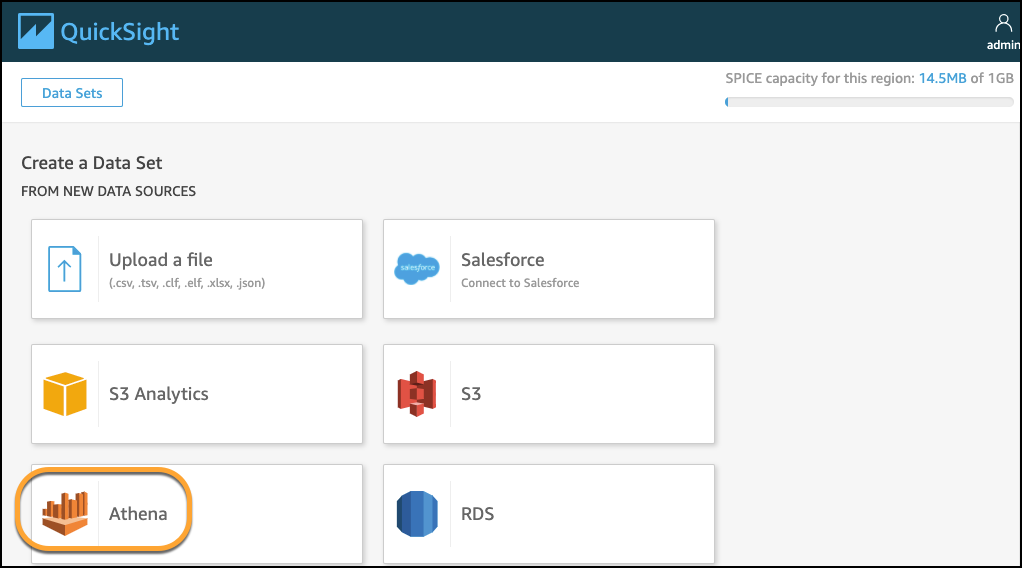 QuickSight
admin
Data Sets
SPICE capacity for this region: 14.5MB of 1GB
Create a Data Set
FROM NEW DATA SOURCES
Upload a file
(.csv, .tsv, .clf, .elf, .xlsx, .json)
salesforce
Salesforce
Connect to Salesforce
S3 Analytics
S3
Athena
RDS